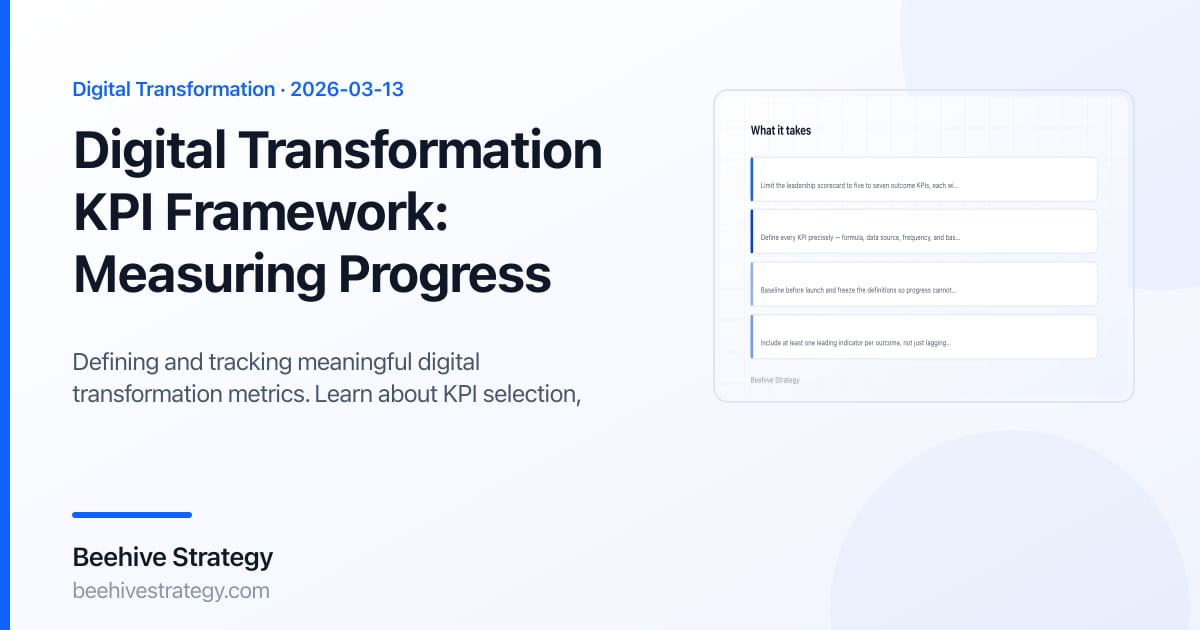 Digital Transformation · 2026-03-13
Digital Transformation
KPI Framework:
Measuring Progress
Defining and tracking meaningful digital
transformation metrics. Learn about KPI selection,
Beehive Strategy
beehivestrategy.com
What it takes
Limit the leadership scorecard to five to seven outcome KPIs, each wi...
Define every KPI precisely — formula, data source, frequency, and bas...
Baseline before launch and freeze the definitions so progress cannot...
Include at least one leading indicator per outcome, not just lagging...
Beehive Strategy